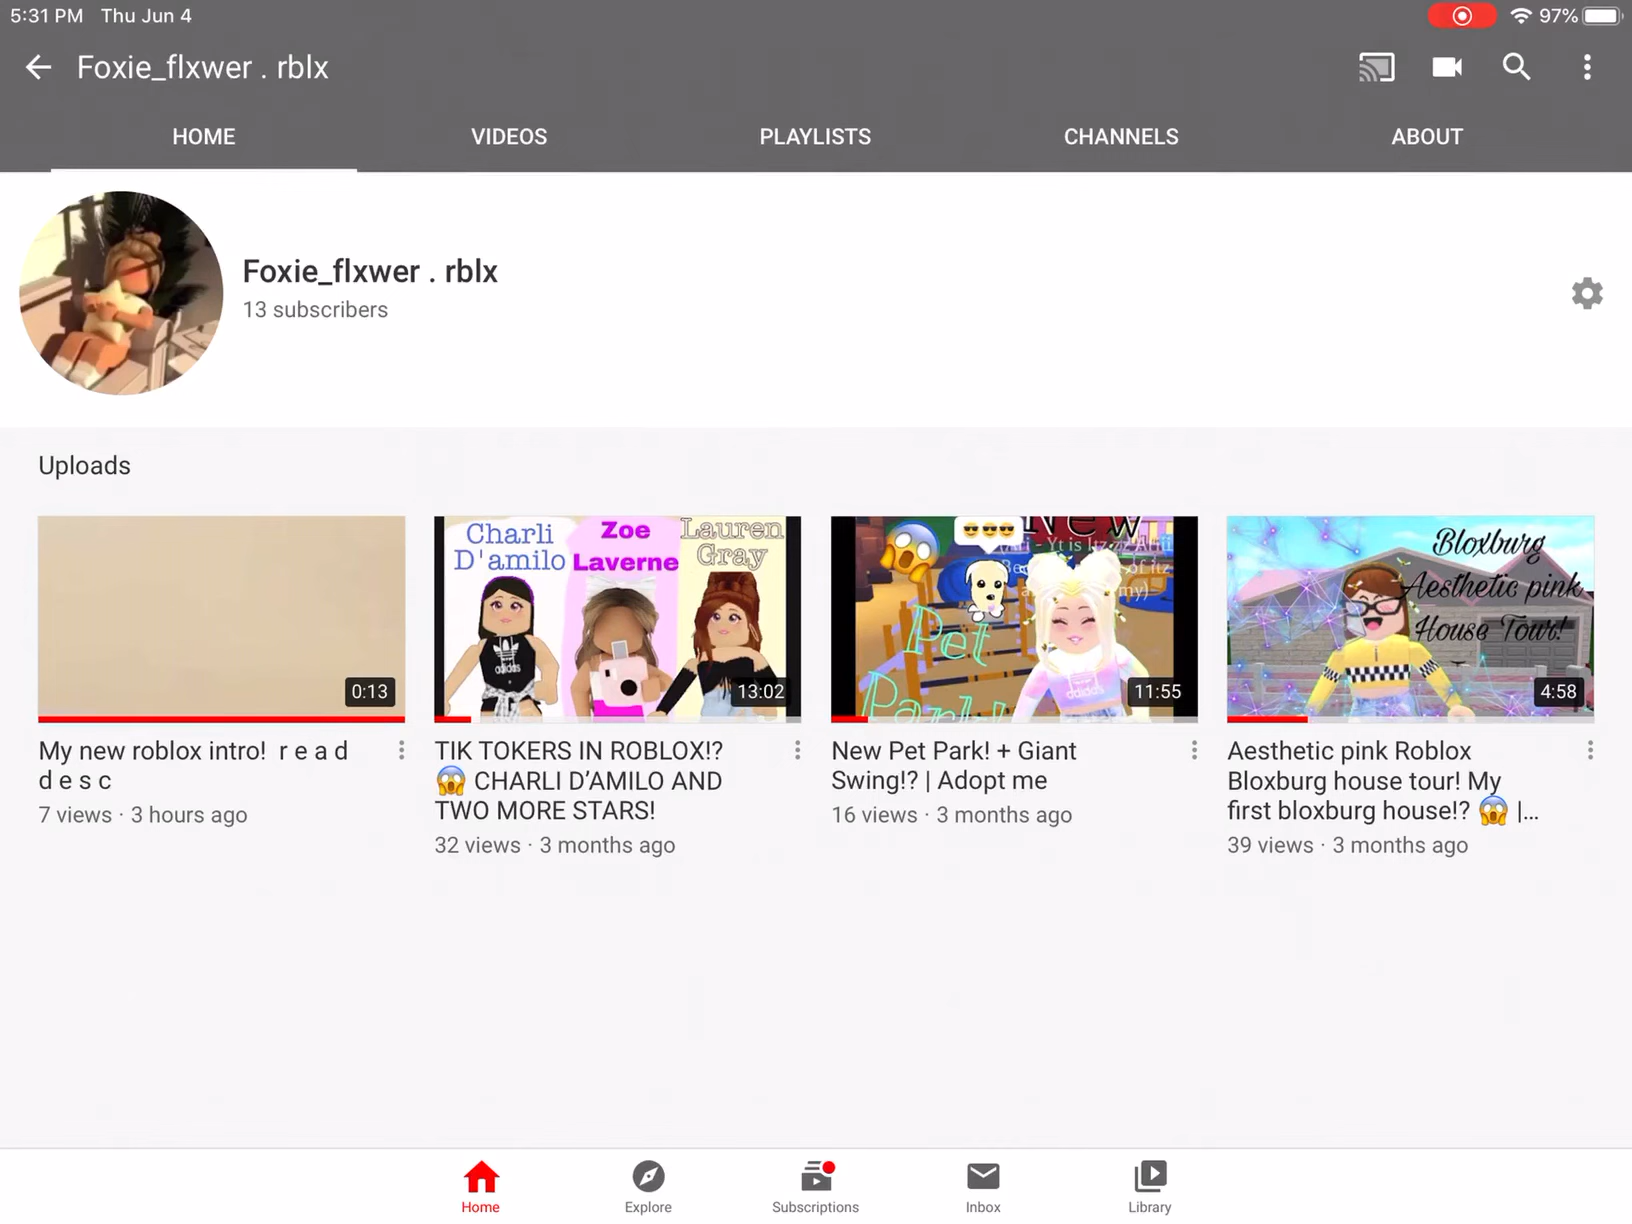 5:31 PM Thu Jun 4
97%
Foxie_flxwer . rblx
HOME VIDEOS PLAYLISTS CHANNELS ABOUT
Foxie_flxwer . rblx
13 subscribers
Uploads
Charli
D'amilo
Zoe
Laverne
Lauren
Gray
adidas
13:02
0:13
New
Pet
Park!
adidas
11:55
Bloxburg
Aesthetic pink
House Tour!
4:58
My new roblox intro! r e a d
d e s c
7 views · 3 hours ago
TIK TOKERS IN ROBLOX!?
😱 CHARLI D’AMILO AND
TWO MORE STARS!
32 views · 3 months ago
New Pet Park! + Giant
Swing!? | Adopt me
16 views · 3 months ago
Aesthetic pink Roblox
Bloxburg house tour! My
first bloxburg house!? 😱 |...
39 views · 3 months ago
Home Explore Subscriptions Inbox Library